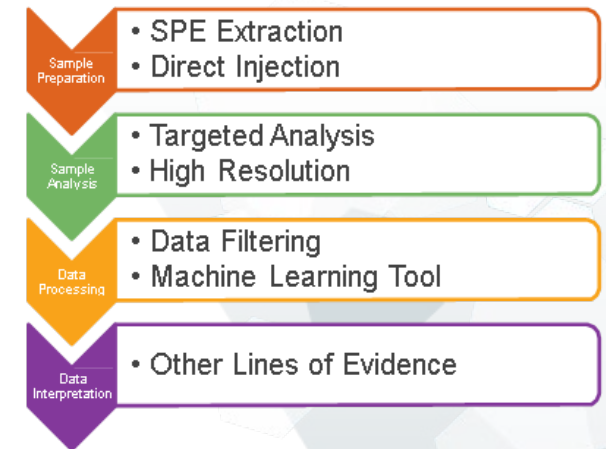 Sample
Preparation
• SPE Extraction
• Direct Injection
Sample
Analysis
• Targeted Analysis
• High Resolution
Data
Processing
• Data Filtering
• Machine Learning Tool
Data
Interpretation
• Other Lines of Evidence